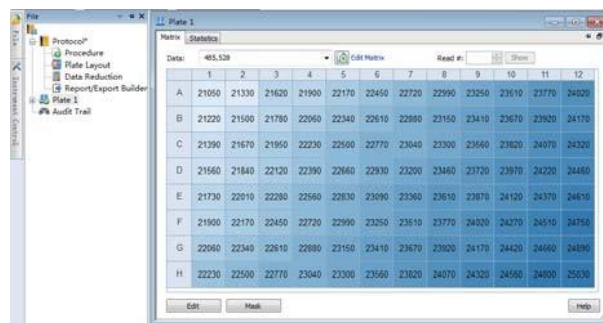 File
Protocol*
Procedure
Plate Layout
Data Reduction
Report/Export Builder
Plate 1
Audit Trail
File
Instrument Control
Plate 1
Matrix Statistics
Data: 485,528 Edit Matrix Read #: Show
1 2 3 4 5 6 7 8 9 10 11 12
A 21050 21330 21620 21900 22170 22450 22720 22990 23250 23510 23770 24020
B 21220 21500 21780 22060 22340 22610 22880 23150 23410 23670 23920 24170
C 21390 21670 21950 22230 22500 22770 23040 23300 23560 23820 24070 24320
D 21560 21840 22120 22390 22660 22930 23200 23460 23720 23970 24220 24460
E 21730 22010 22280 22560 22830 23090 23360 23610 23870 24120 24370 24610
F 21900 22170 22450 22720 22990 23250 23510 23770 24020 24270 24510 24750
G 22060 22340 22610 22880 23150 23410 23670 23920 24170 24420 24660 24890
H 22230 22500 22770 23040 23300 23560 23820 24070 24320 24560 24800 25030
Edit Mask Help